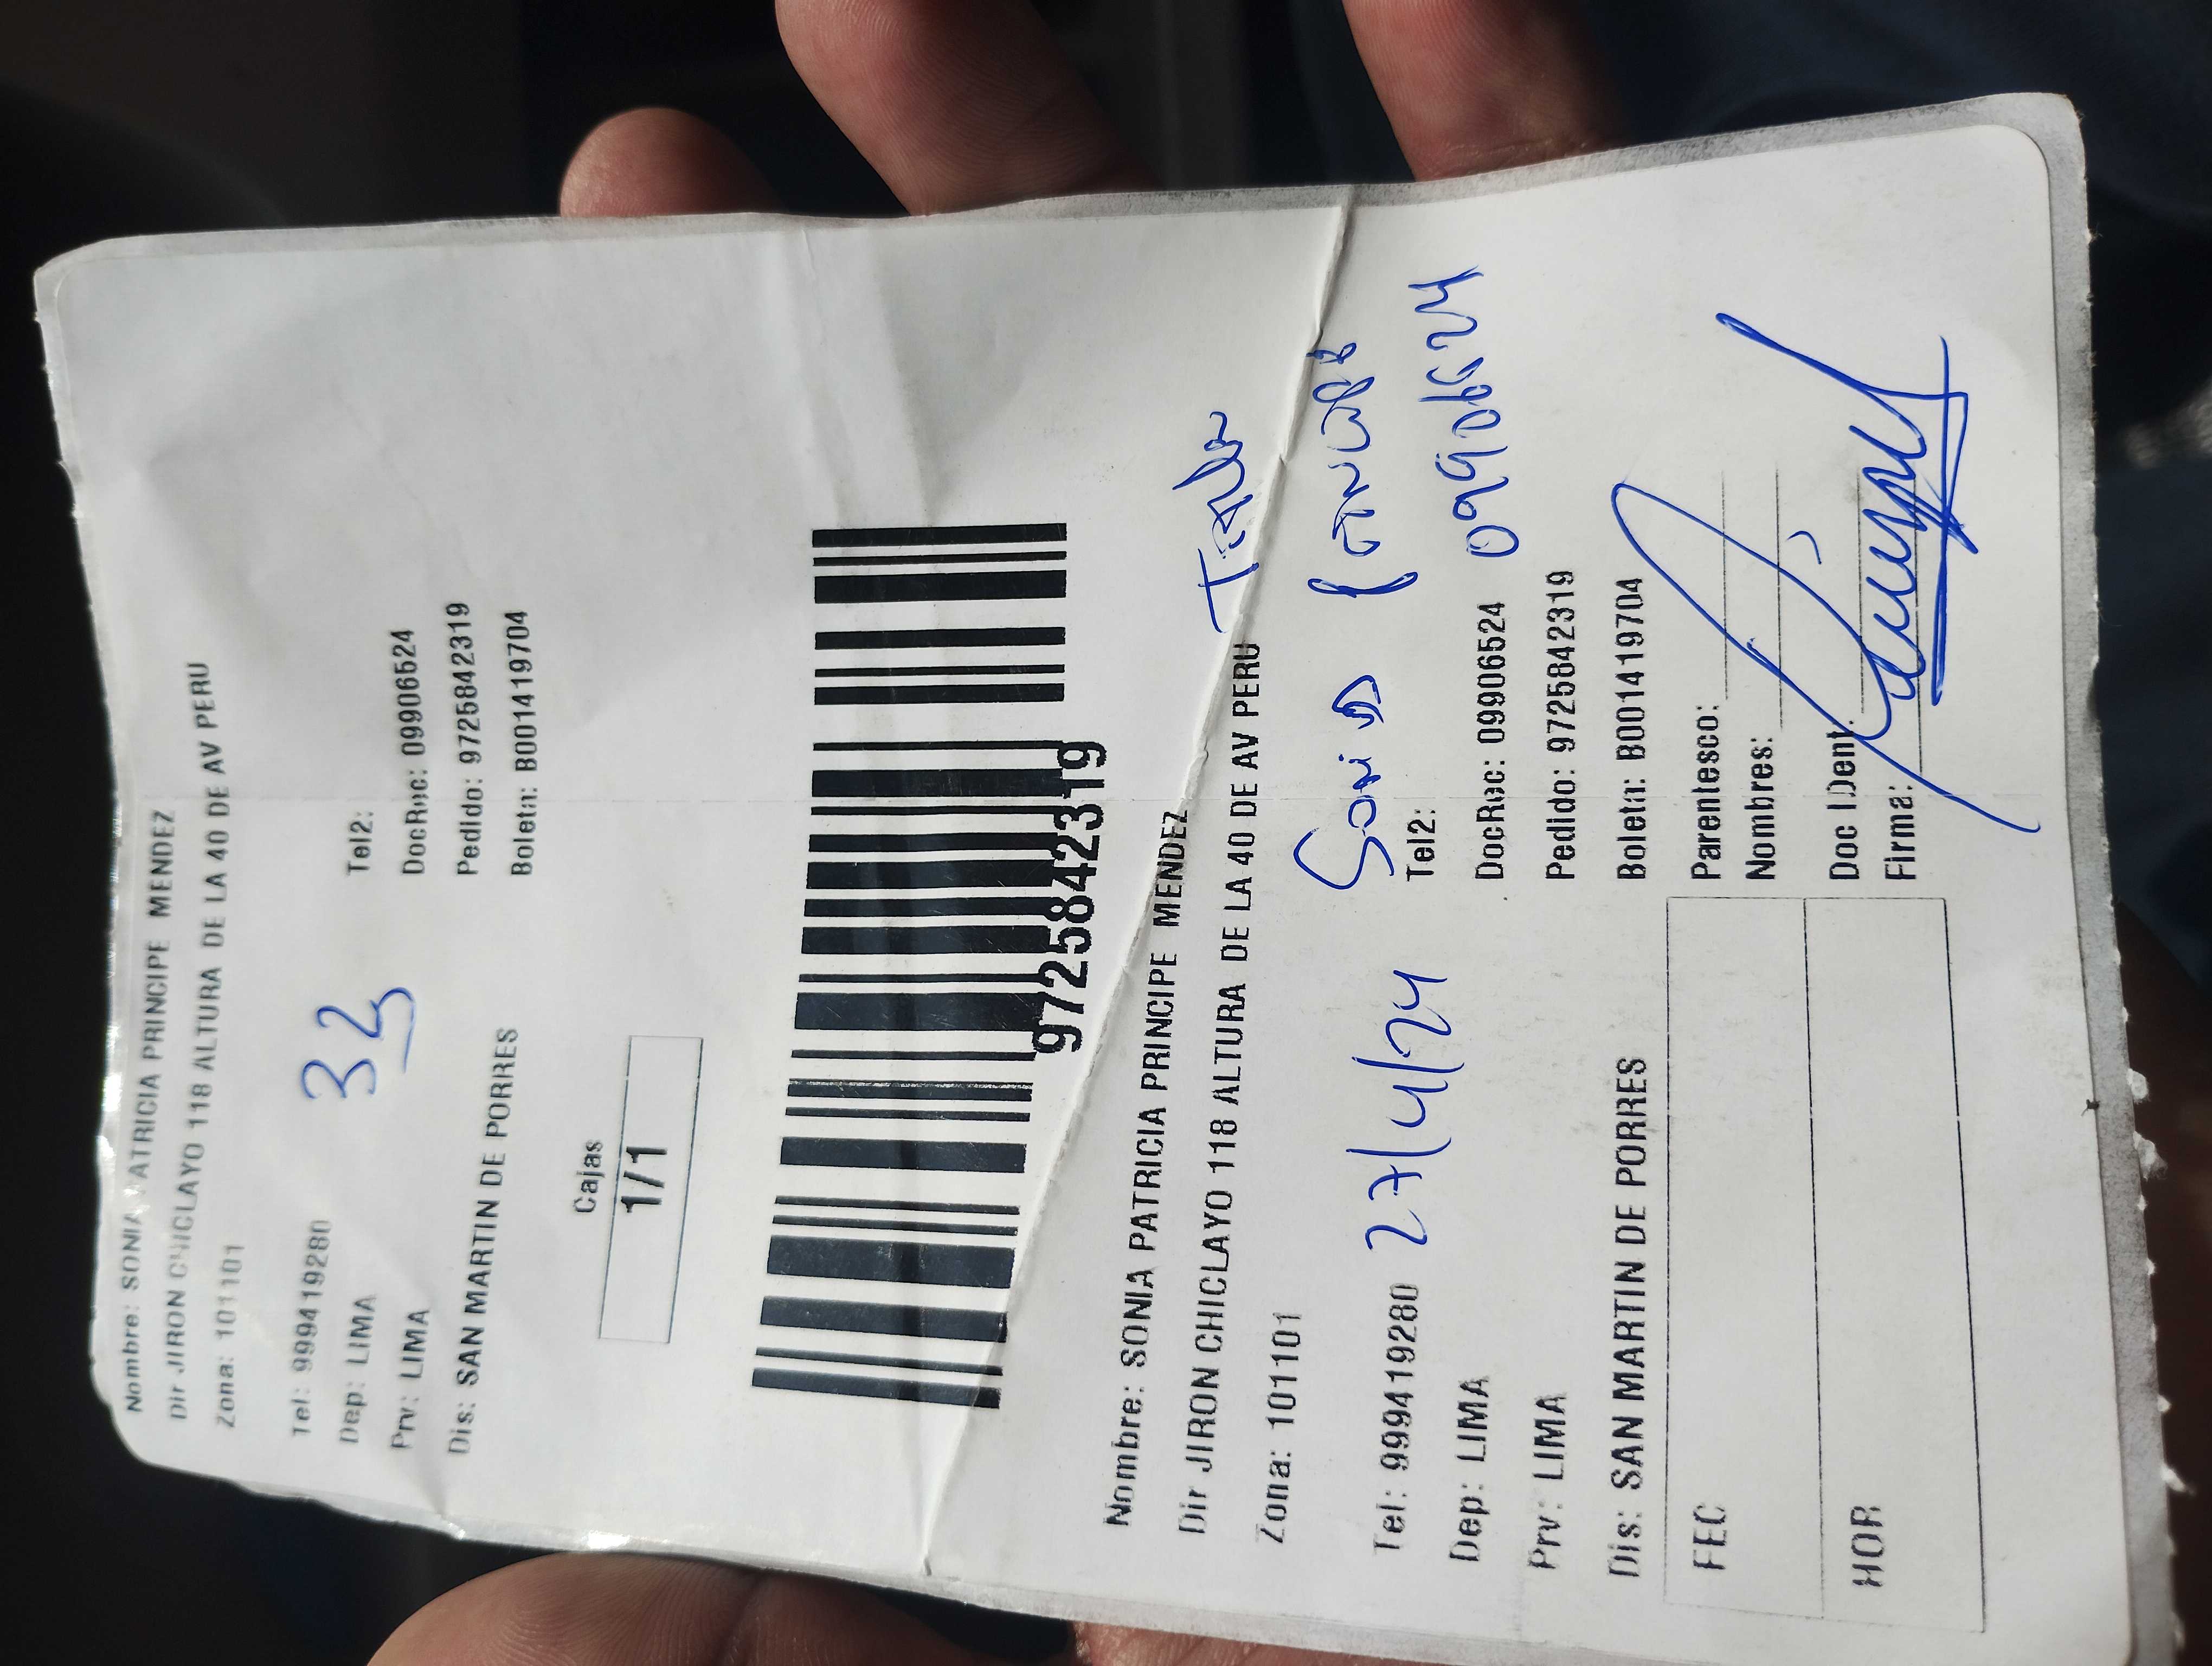 Nombre: SONIA PATRICIA PRINCIPE MENDEZ
Dir JIRON CHICLAYO 118 ALTURA DE LA 40 DE AV PERU
Zona: 101101
32
Tel: 999419280 Tel2:
Dep: LIMA DocRec: 09906524
Prv: LIMA Pedido: 9725842319
Dis: SAN MARTIN DE PORRES Boleta: B001419704
Cajas
1/1
9725842319
Nombre: SONIA PATRICIA PRINCIPE MENDEZ
Dir JIRON CHICLAYO 118 ALTURA DE LA 40 DE AV PERU
Zona: 101101
Sonia
Tel: 999419280 27/4/24 Tel2:
Dep: LIMA DocRec: 09906524 09906524
Prv: LIMA Pedido: 9725842319
Dis: SAN MARTIN DE PORRES Boleta: B001419704
FEC Parentesco:
Nombres:
HOR Doc IDent.
Firma: